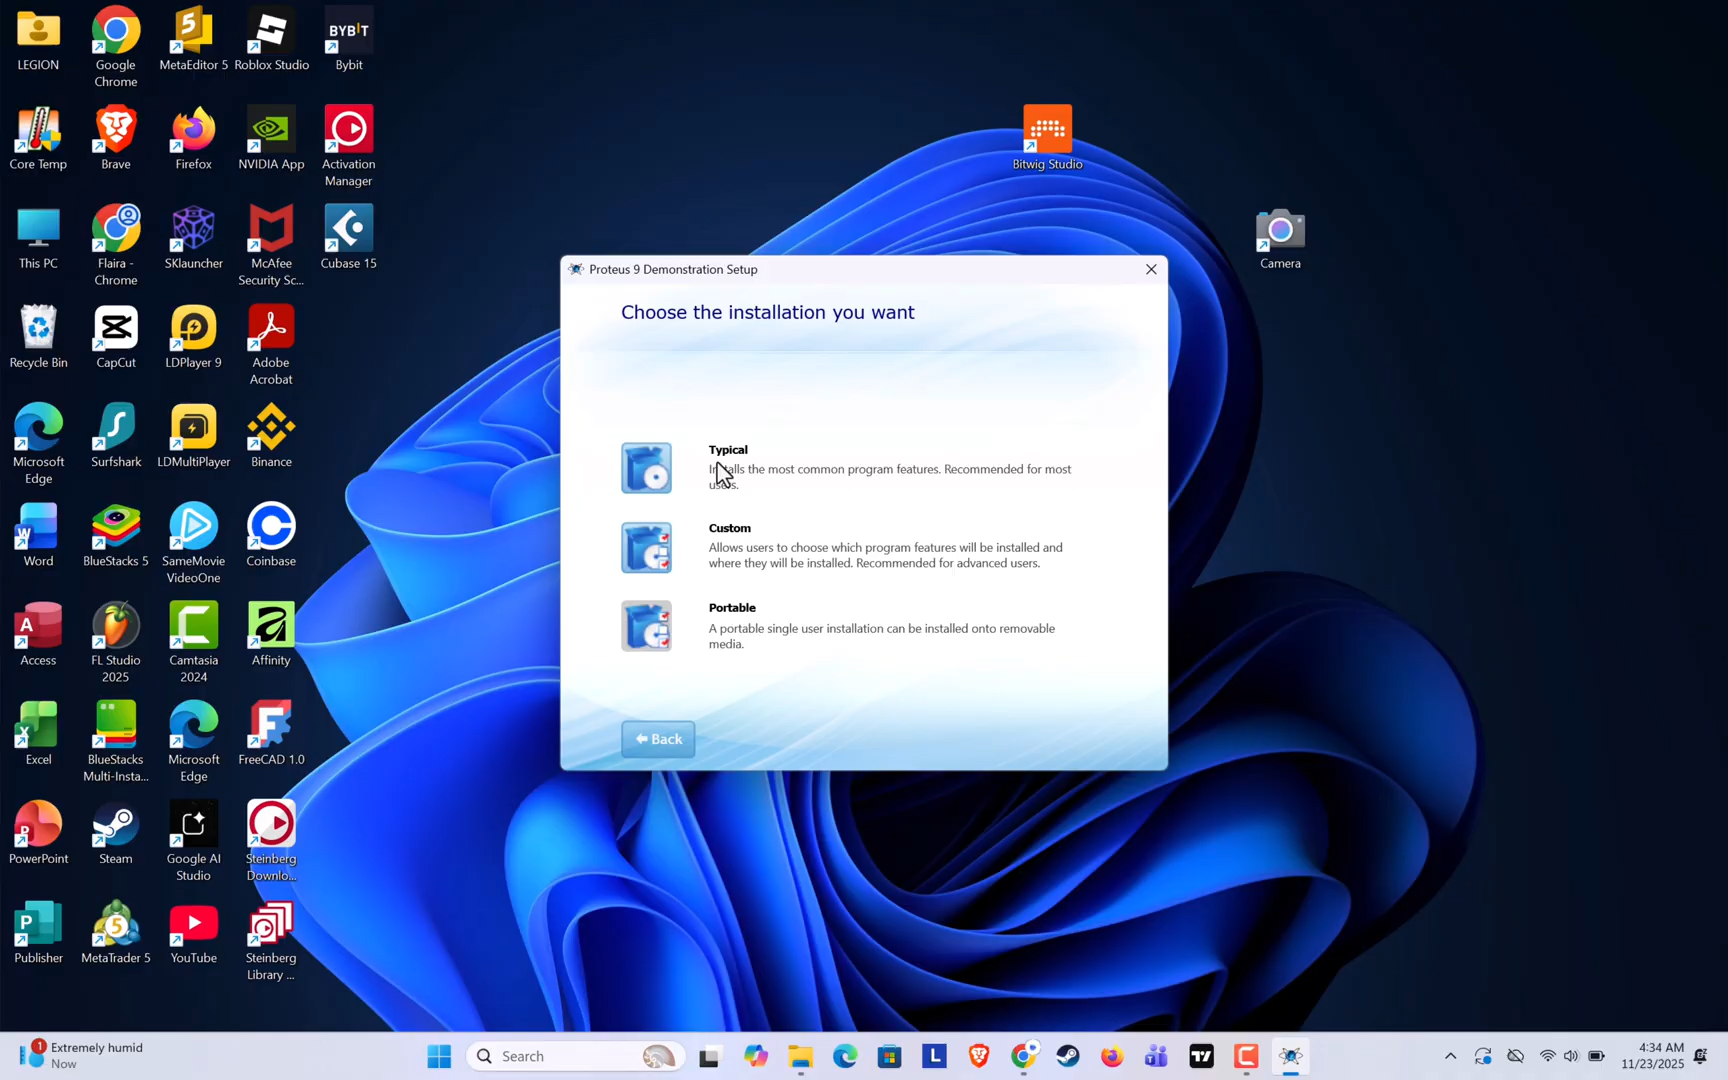 LEGION
Google
Chrome
MetaEditor 5
Roblox Studio
BYBIT
Bybit
Core Temp
Brave
Firefox
NVIDIA App
Activation
Manager
Bitwig Studio
This PC
Flaira -
Chrome
SKlauncher
McAfee
Security Sc...
Cubase 15
Camera
Proteus 9 Demonstration Setup
Choose the installation you want
Recycle Bin
CapCut
LDPlayer 9
Adobe
Acrobat
Typical
Installs the most common program features. Recommended for most
users.
Microsoft
Edge
Surfshark
LDMultiPlayer
Binance
Custom
Allows users to choose which program features will be installed and
where they will be installed. Recommended for advanced users.
Word
BlueStacks 5
SameMovie
VideoOne
Coinbase
Portable
A portable single user installation can be installed onto removable
media.
Access
FL Studio
2025
Camtasia
2024
Affinity
Back
Excel
BlueStacks
Multi-Insta...
Microsoft
Edge
FreeCAD 1.0
PowerPoint
Steam
Google AI
Studio
Steinberg
Downlo...
Publisher
MetaTrader 5
YouTube
Steinberg
Library ...
1
Extremely humid
Now
Search
4:34 AM
11/23/2025